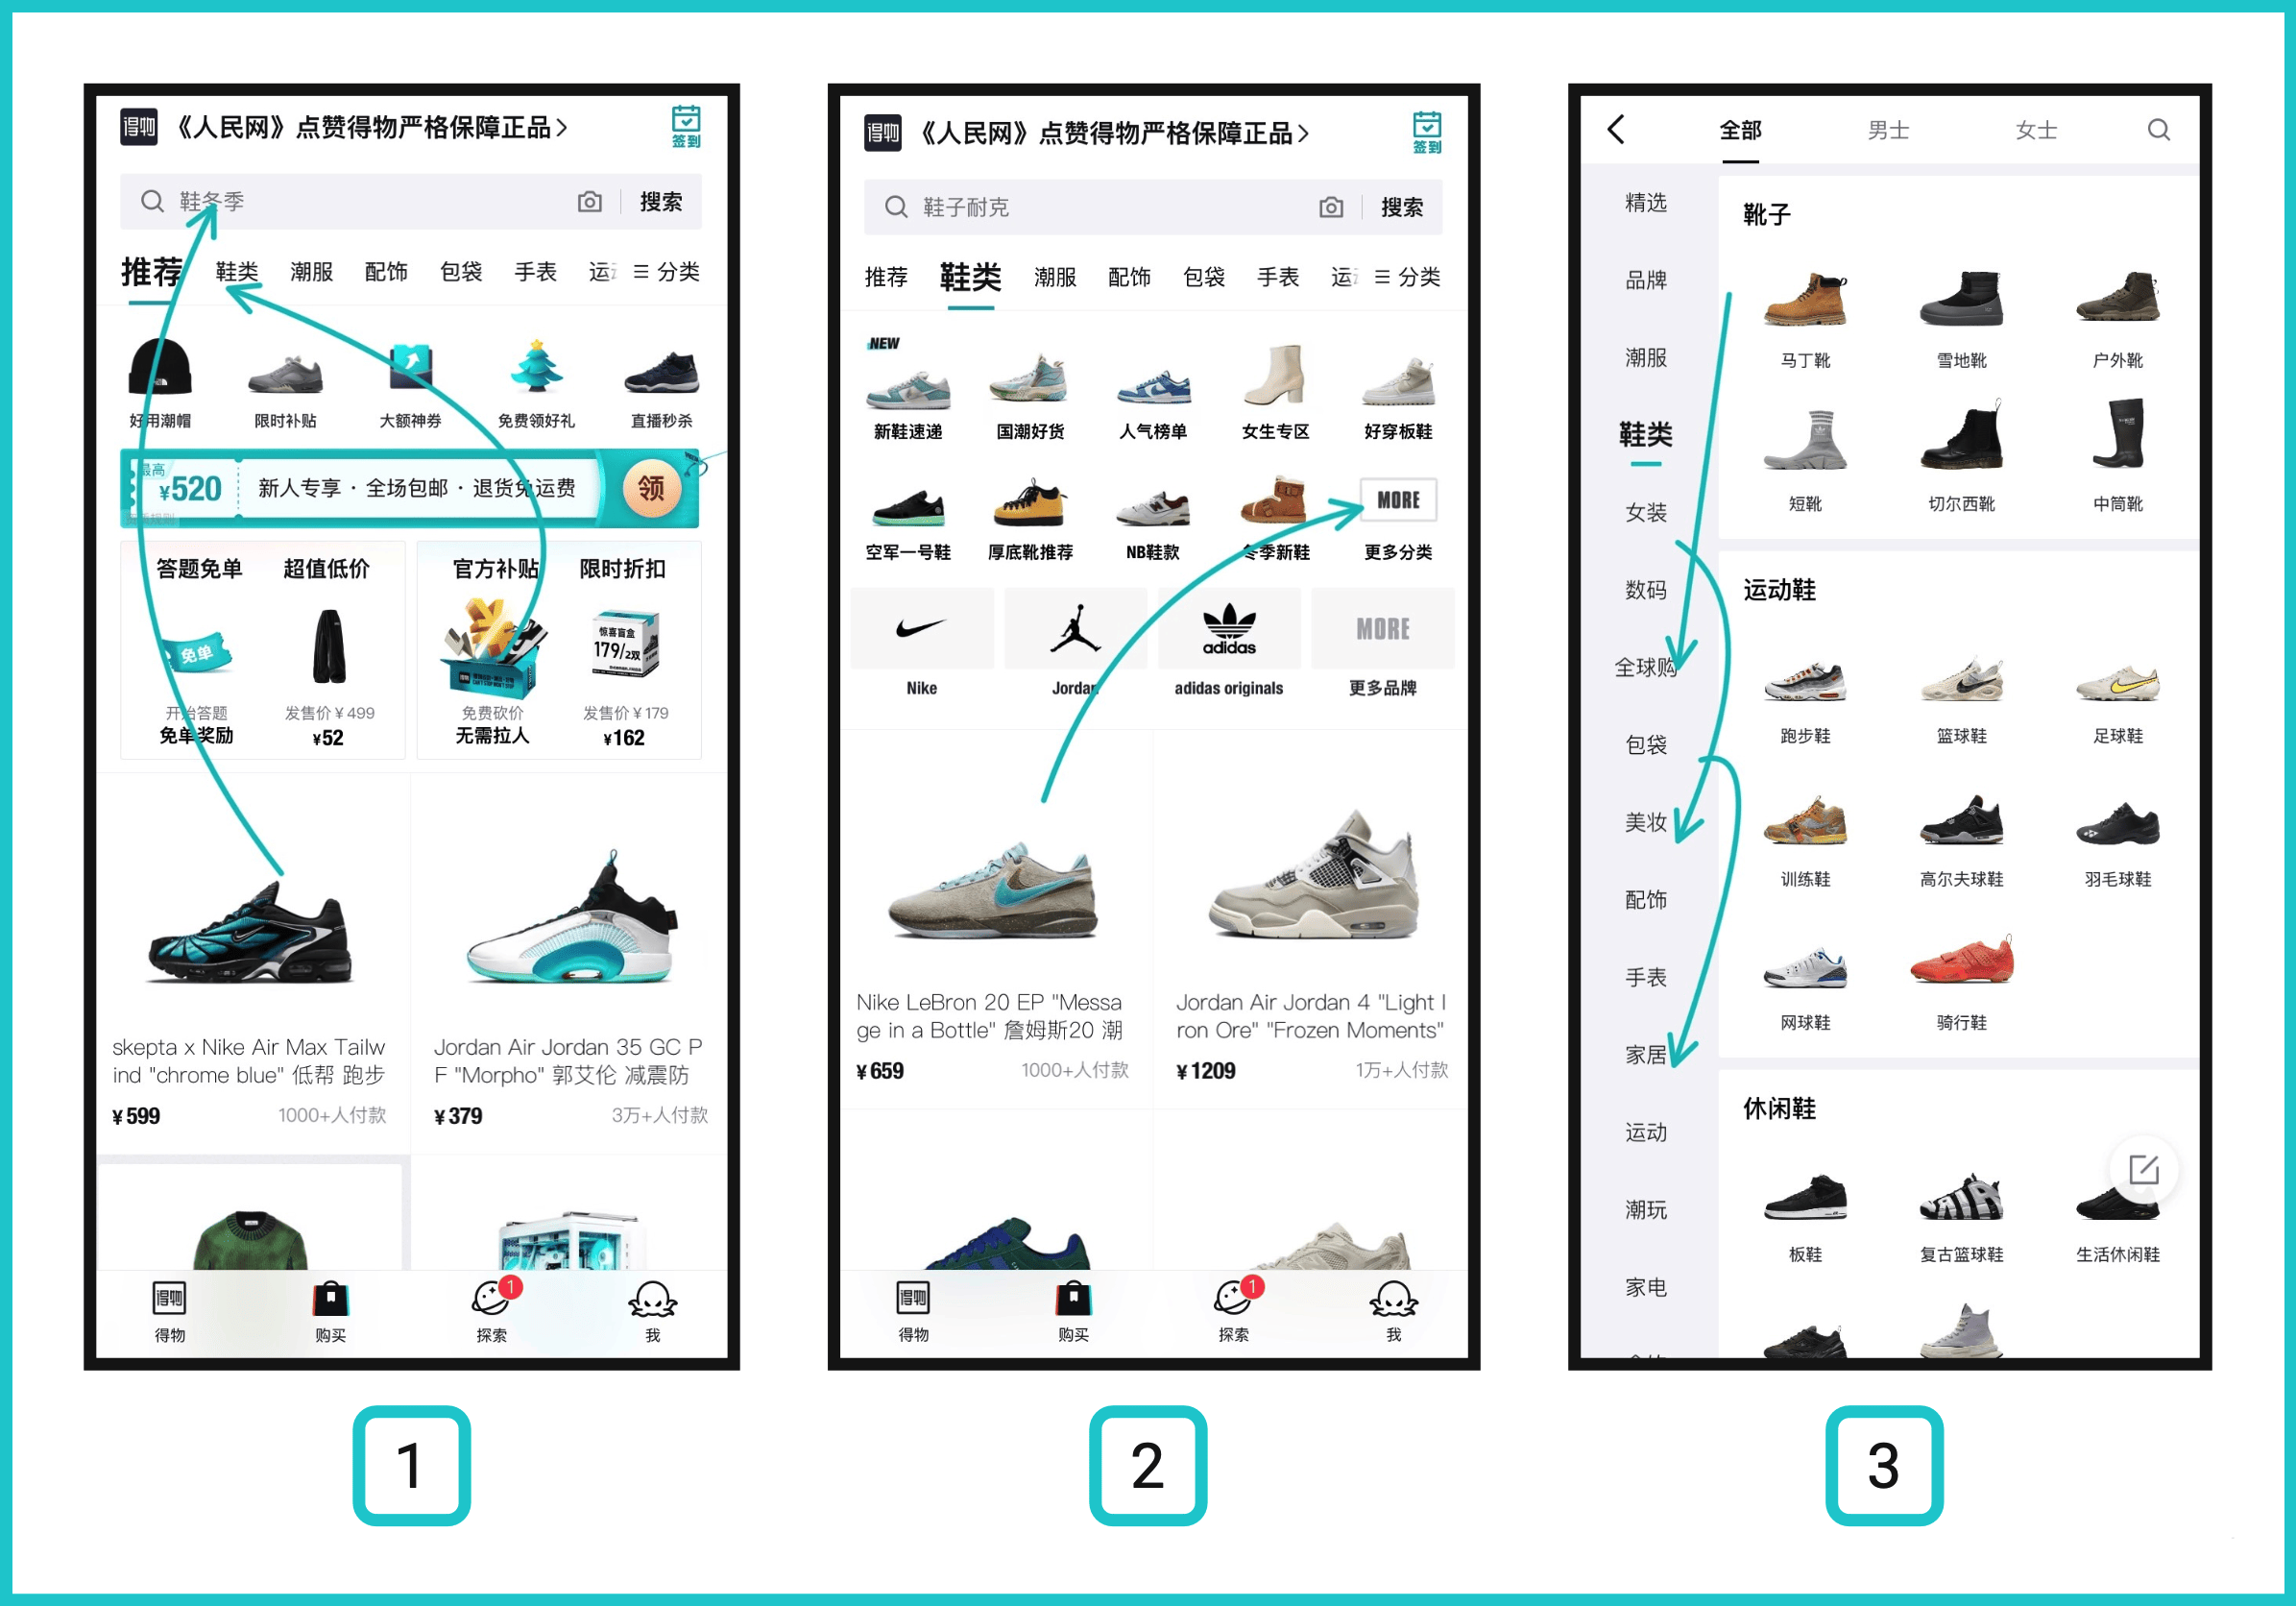 得物 《人民网》点赞得物严格保障正品
签到
鞋冬季 搜索
推荐 鞋类 潮服 配饰 包袋 手表 运 分类
好用潮帽 限时补贴 大额神券 免费领好礼 直播秒杀
最高
¥520 新人专享 · 全场包邮 · 退货免运费 领
答题免单 超值低价 官方补贴 限时折扣
免单
惊喜盲盒
179/2双
开始答题 发售价 ¥ 499 免费砍价 发售价 ¥ 179
免单奖励 ¥52 无需拉人 ¥162
skepta x Nike Air Max Tailw
ind "chrome blue" 低帮 跑步
¥ 599 1000+人付款
Jordan Air Jordan 35 GC P
F "Morpho" 郭艾伦 减震防
¥ 379 3万+人付款
得物 1
得物 购买 探索 我
1
得物 《人民网》点赞得物严格保障正品
签到
鞋子耐克 搜索
推荐 鞋类 潮服 配饰 包袋 手表 运 分类
NEW
新鞋速递 国潮好货 人气榜单 女生专区 好穿板鞋
MORE
空军一号鞋 厚底靴推荐 NB鞋款 冬季新鞋 更多分类
adidas MORE
Nike Jordan adidas originals 更多品牌
Nike LeBron 20 EP "Messa
ge in a Bottle" 詹姆斯20 潮
¥ 659 1000+人付款
Jordan Air Jordan 4 "Light I
ron Ore" "Frozen Moments"
¥ 1209 1万+人付款
得物 1
得物 购买 探索 我
2
全部 男士 女士
精选
品牌
潮服
鞋类
女装
数码
全球购
包袋
美妆
配饰
手表
家居
运动
潮玩
家电
靴子
马丁靴 雪地靴 户外靴
短靴 切尔西靴 中筒靴
运动鞋
跑步鞋 篮球鞋 足球鞋
训练鞋 高尔夫球鞋 羽毛球鞋
网球鞋 骑行鞋
休闲鞋
板鞋 复古篮球鞋 生活休闲鞋
3